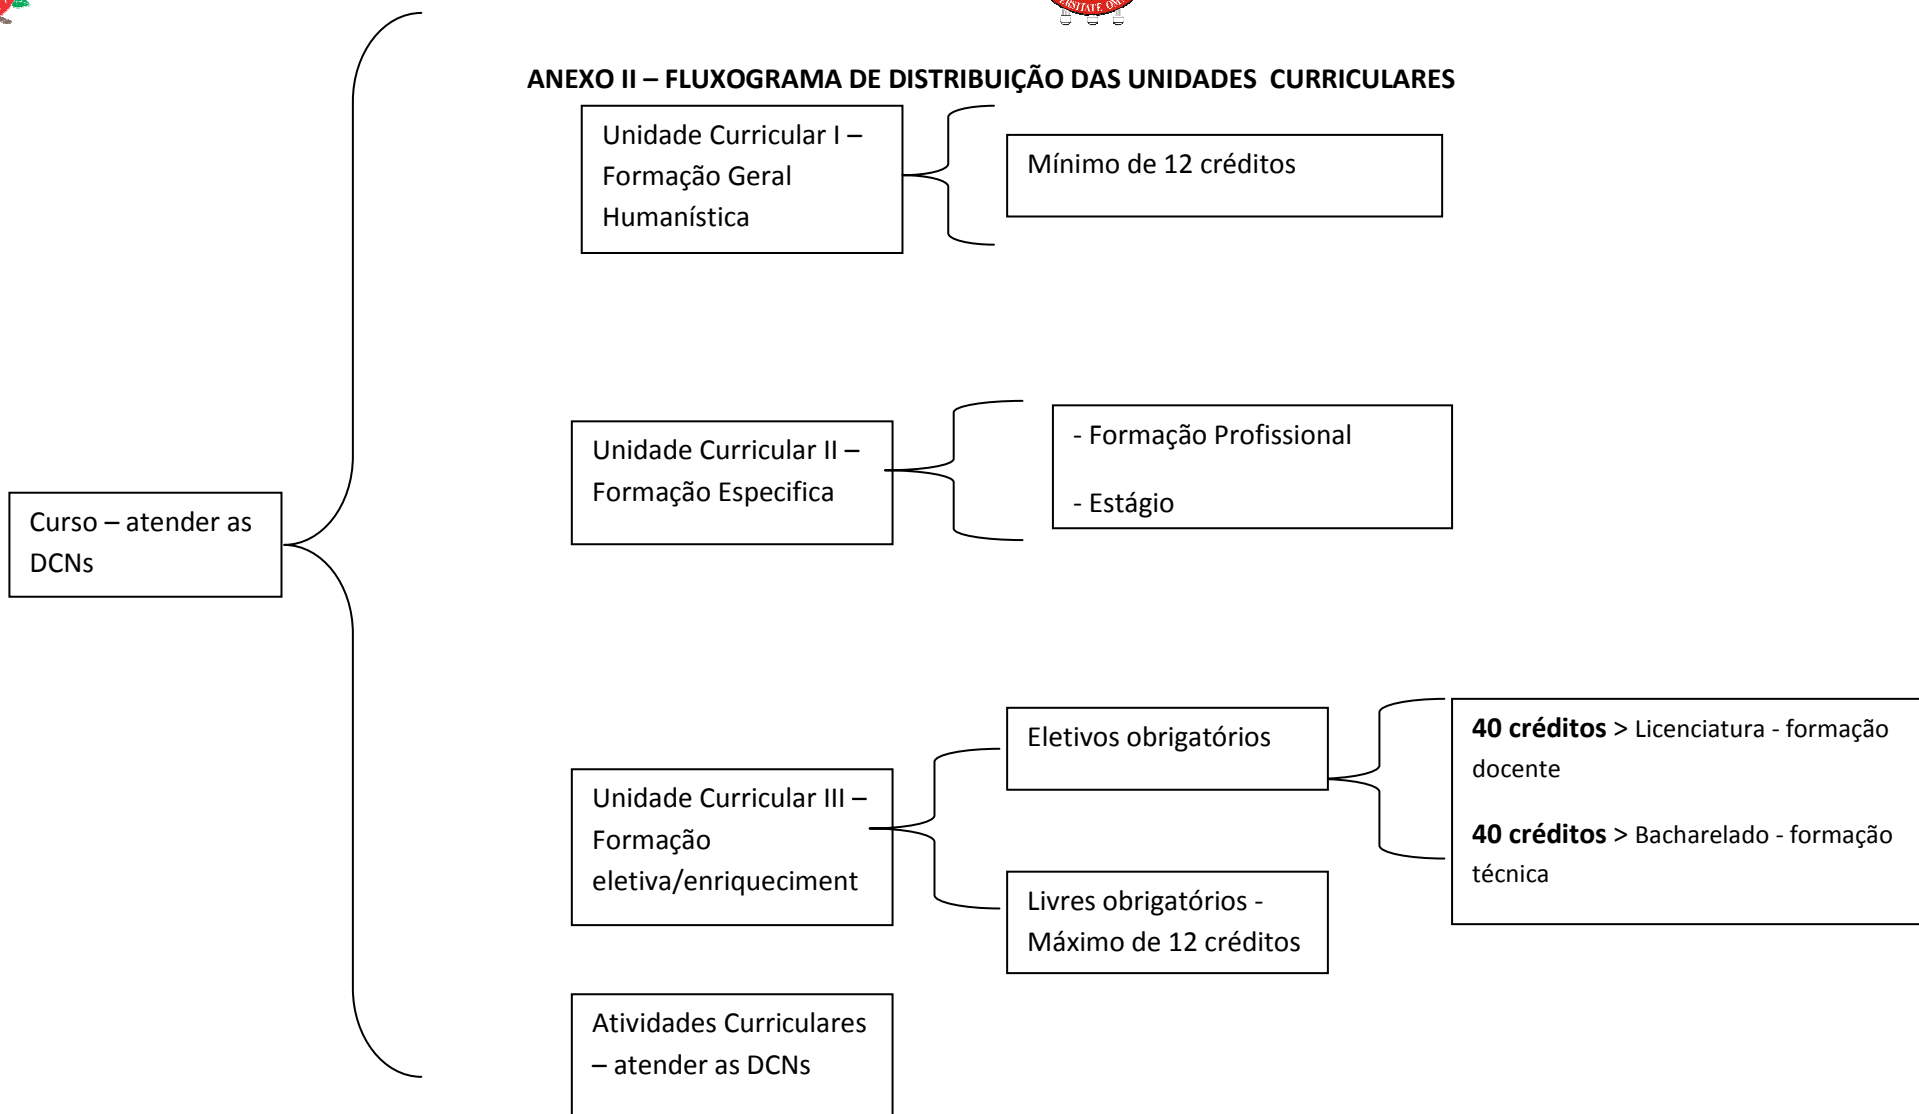 ERSITATE OM
ANEXO II – FLUXOGRAMA DE DISTRIBUIÇÃO DAS UNIDADES CURRICULARES
Unidade Curricular I –
Formação Geral
Humanística
Mínimo de 12 créditos
Unidade Curricular II –
Formação Especifica
- Formação Profissional
- Estágio
Curso – atender as
DCNs
Unidade Curricular III –
Formação
eletiva/enriqueciment
Eletivos obrigatórios
40 créditos > Licenciatura - formação
docente
40 créditos > Bacharelado - formação
técnica
Livres obrigatórios -
Máximo de 12 créditos
Atividades Curriculares
– atender as DCNs